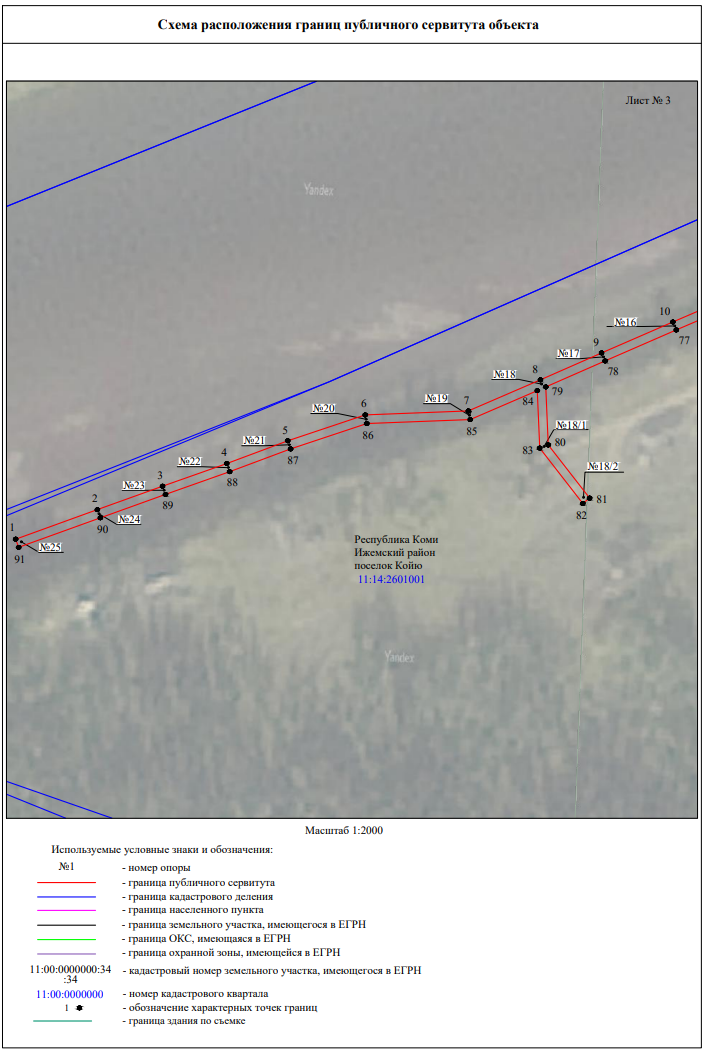 Схема расположения границ публичного сервитута объекта
Лист № 3
Yandex
10
№16
77
9
№17
78
8
№18
79
84
7
№19
85
6
№20
86
№18/1
80
83
5
№21
87
№18/2
81
82
4
№22
88
3
№23
89
2
№24
90
1
№25
91
Республика Коми
Ижемский район
поселок Койю
11:14:2601001
Yandex
Масштаб 1:2000
Используемые условные знаки и обозначения:
№1 - номер опоры
- граница публичного сервитута
- граница кадастрового деления
- граница населенного пункта
- граница земельного участка, имеющегося в ЕГРН
- граница ОКС, имеющаяся в ЕГРН
- граница охранной зоны, имеющейся в ЕГРН
11:00:0000000:34
:34
- кадастровый номер земельного участка, имеющегося в ЕГРН
11:00:0000000 - номер кадастрового квартала
1 - обозначение характерных точек границ
- граница здания по съемке